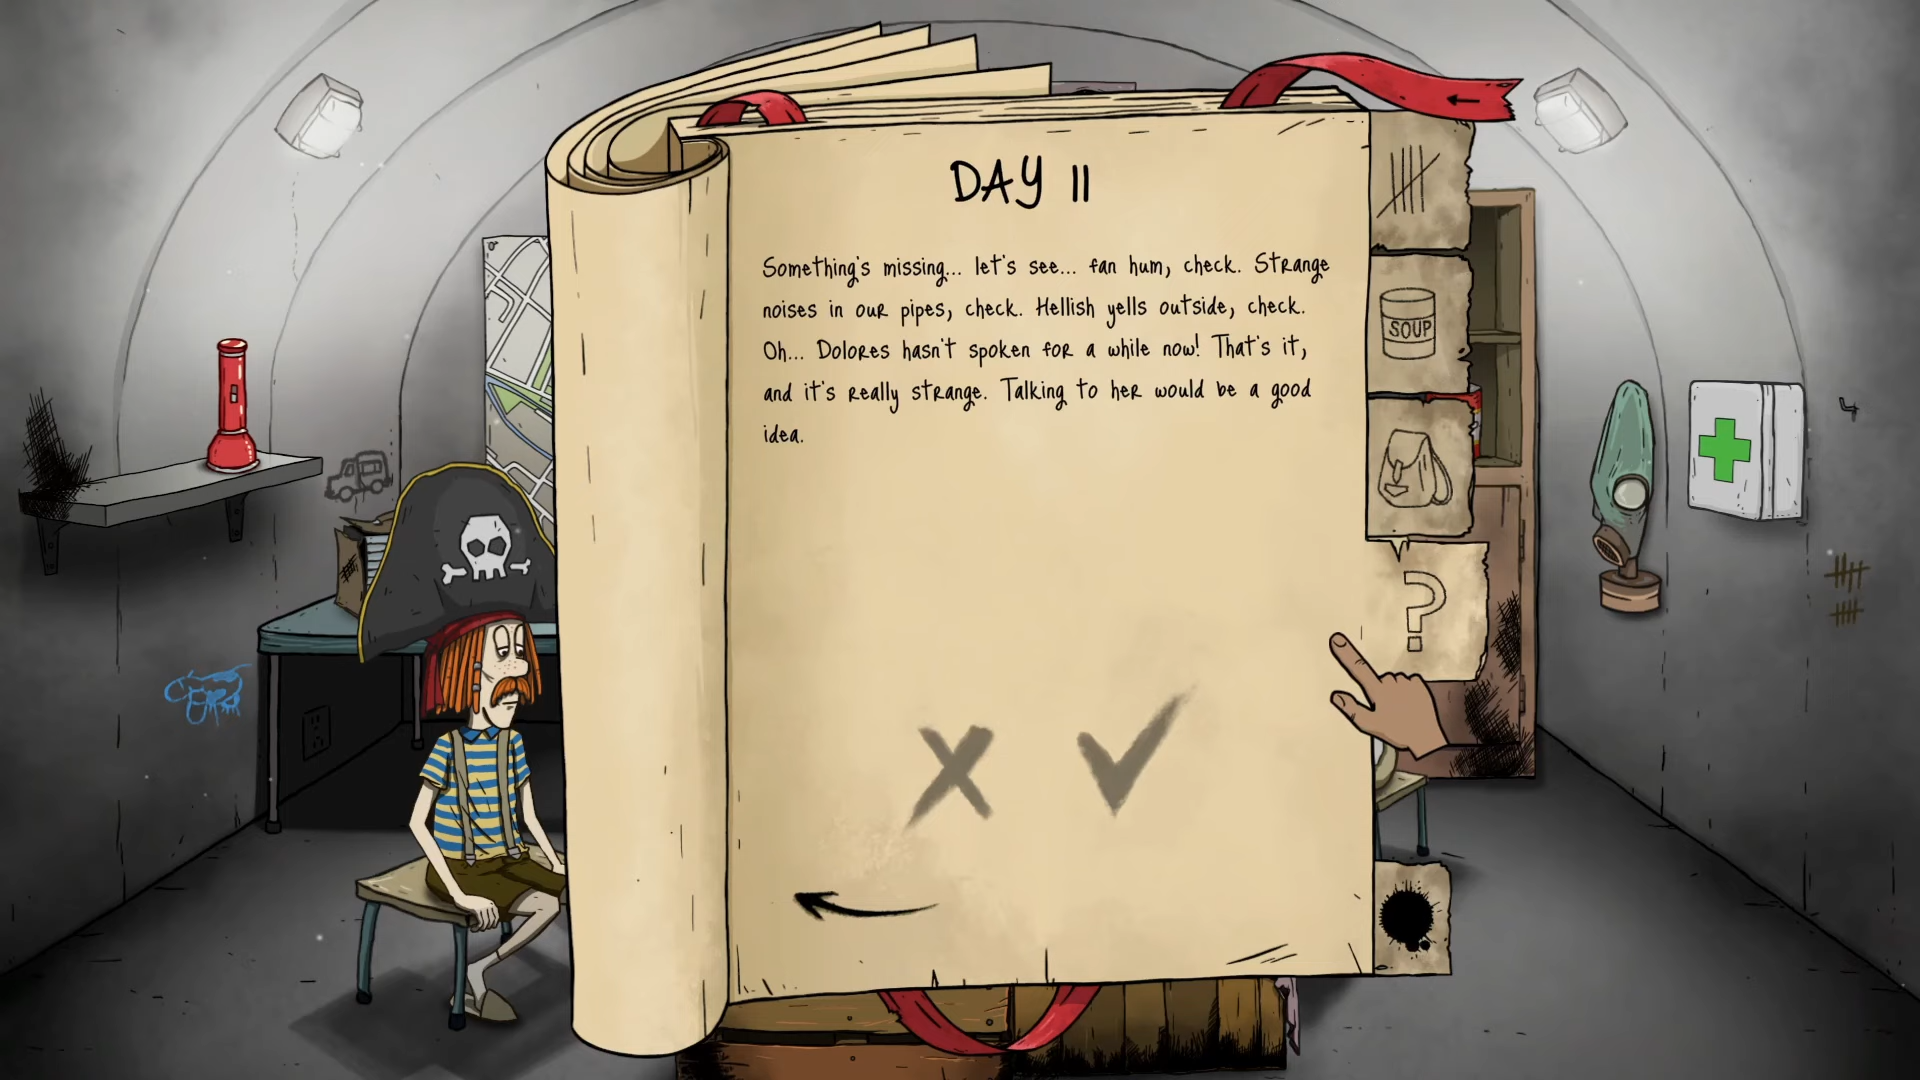 DAY 11
Something's missing... let's see... fan hum, check. Strange
noises in our pipes, check. Hellish yells outside, check.
Oh... Dolores hasn't spoken for a while now! That's it,
and it's really strange. Talking to her would be a good
idea.
SOUP
?